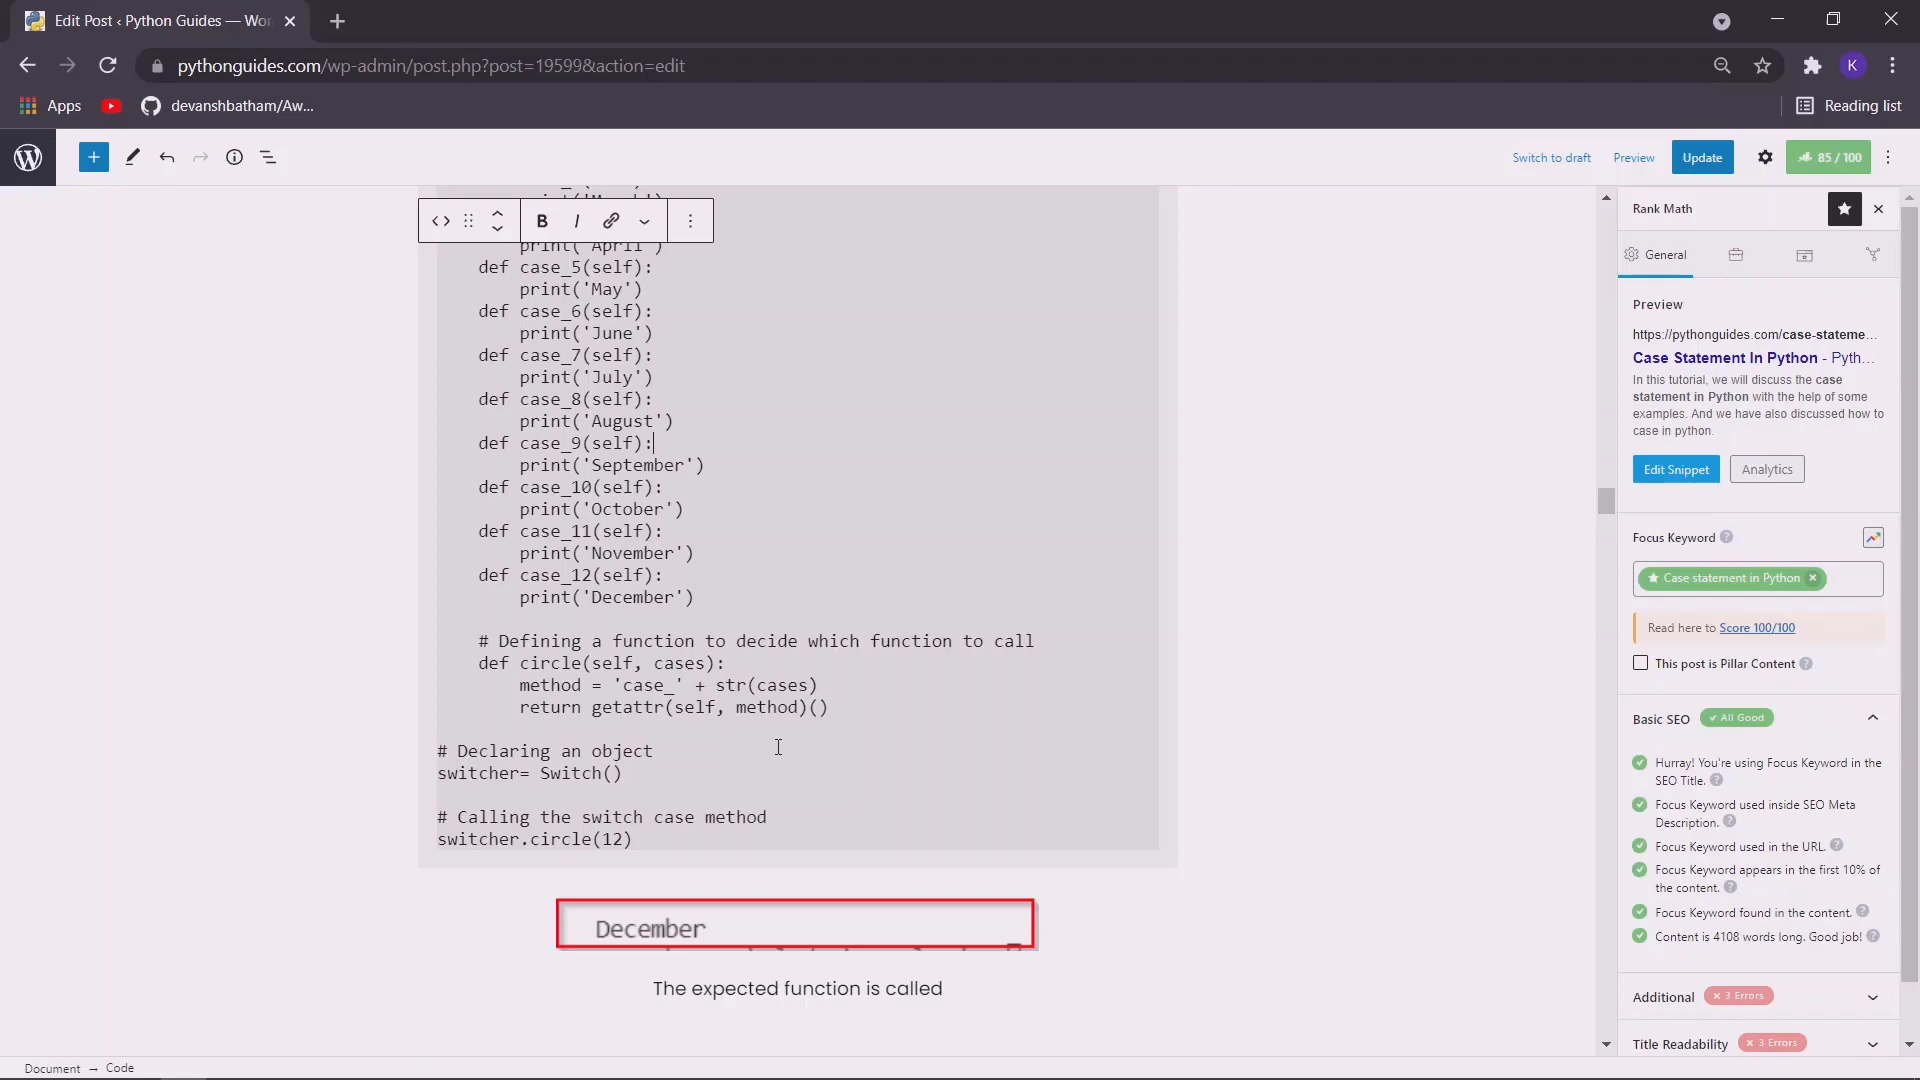 Edit Post ‹ Python Guides — Wor
pythonguides.com/wp-admin/post.php?post=19599&action=edit
K
Apps
devanshbatham/Aw...
Reading list
Switch to draft
Preview
Update
85 / 100
print('April')
def case_5(self):
print('May')
def case_6(self):
print('June')
def case_7(self):
print('July')
def case_8(self):
print('August')
def case_9(self):
print('September')
def case_10(self):
print('October')
def case_11(self):
print('November')
def case_12(self):
print('December')
# Defining a function to decide which function to call
def circle(self, cases):
method = 'case_' + str(cases)
return getattr(self, method)()
# Declaring an object
switcher= Switch()
# Calling the switch case method
switcher.circle(12)
December
The expected function is called
Document → Code
Rank Math
General
Preview
https://pythonguides.com/case-stateme...
Case Statement In Python - Pyth...
In this tutorial, we will discuss the case
statement in Python with the help of some
examples. And we have also discussed how to
case in python.
Edit Snippet
Analytics
Focus Keyword
Case statement in Python
Read here to Score 100/100
This post is Pillar Content
Basic SEO
All Good
Hurray! You're using Focus Keyword in the
SEO Title.
Focus Keyword used inside SEO Meta
Description.
Focus Keyword used in the URL.
Focus Keyword appears in the first 10% of
the content.
Focus Keyword found in the content.
Content is 4108 words long. Good job!
Additional
3 Errors
Title Readability
3 Errors